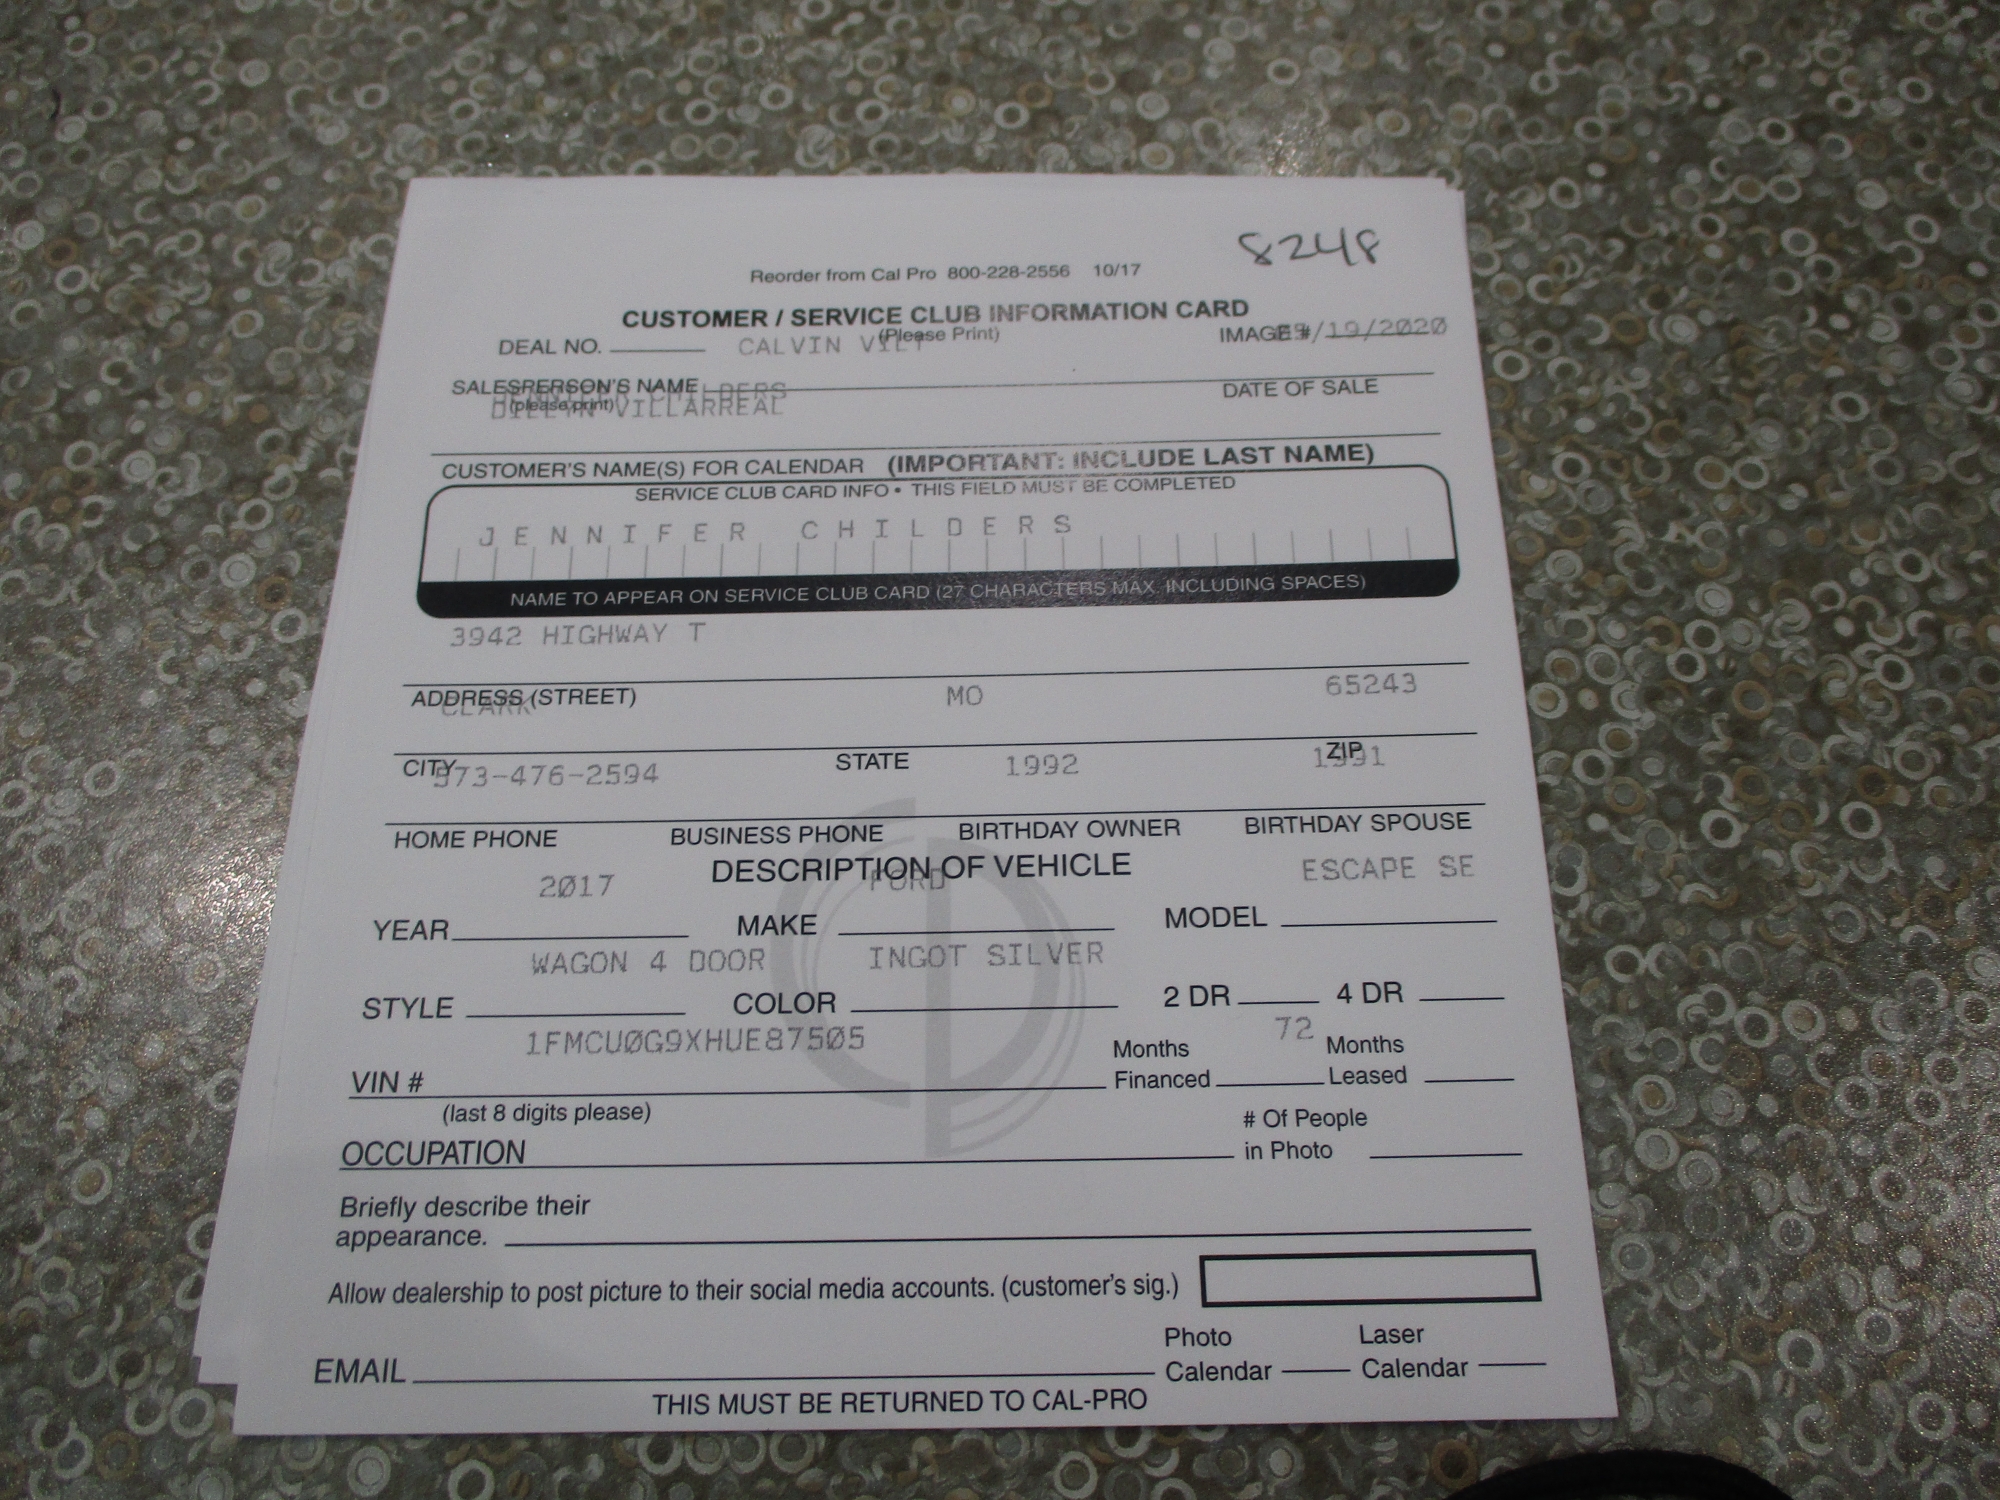 8248
Reorder from Cal Pro 800-228-2556 10/17
CUSTOMER / SERVICE CLUB INFORMATION CARD
(Please Print)
DEAL NO. CALVIN IMAGE # /19/2020
SALESPERSON'S NAME CHILDERS DATE OF SALE
(please print) VILLARREAL
CUSTOMER'S NAME(S) FOR CALENDAR (IMPORTANT: INCLUDE LAST NAME)
SERVICE CLUB CARD INFO • THIS FIELD MUST BE COMPLETED
JENNIFER CHILDERS
NAME TO APPEAR ON SERVICE CLUB CARD (27 CHARACTERS MAX. INCLUDING SPACES)
3942 HIGHWAY T
ADDRESS (STREET)
CLARK MO 65243
CITY STATE ZIP
573-476-2594 1992 1991
HOME PHONE BUSINESS PHONE BIRTHDAY OWNER BIRTHDAY SPOUSE
DESCRIPTION OF VEHICLE
2017 FORD ESCAPE SE
YEAR MAKE MODEL
WAGON 4 DOOR INGOT SILVER
STYLE COLOR 2 DR 4 DR
1FMCU0G9XHUE87505 72
VIN # Months Financed Months Leased
(last 8 digits please)
OCCUPATION # Of People in Photo
Briefly describe their
appearance.
Allow dealership to post picture to their social media accounts. (customer's sig.)
EMAIL Photo Calendar Laser Calendar
THIS MUST BE RETURNED TO CAL-PRO